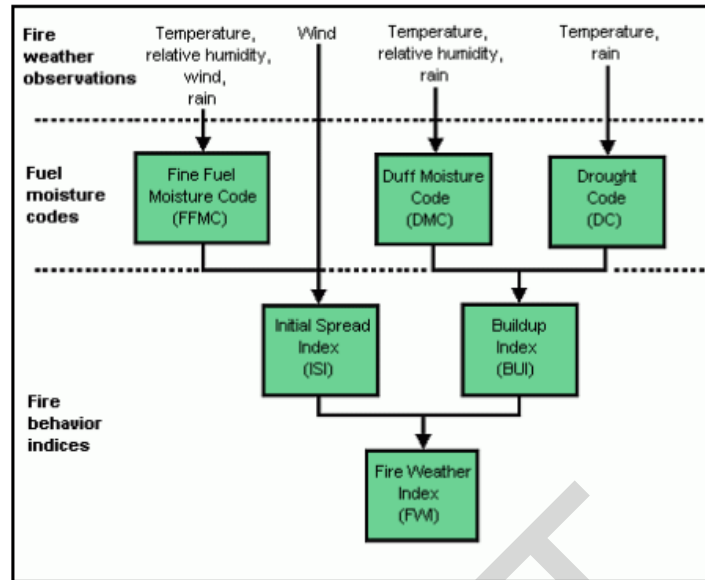 Fire
weather
observations
Temperature,
relative humidity,
wind,
rain
Wind
Temperature,
relative humidity,
rain
Temperature,
rain
Fuel
moisture
codes
Fine Fuel
Moisture Code
(FFMC)
Duff Moisture
Code
(DMC)
Drought
Code
(DC)
Initial Spread
Index
(ISI)
Buildup
Index
(BUI)
Fire
behavior
indices
Fire Weather
Index
(FWI)